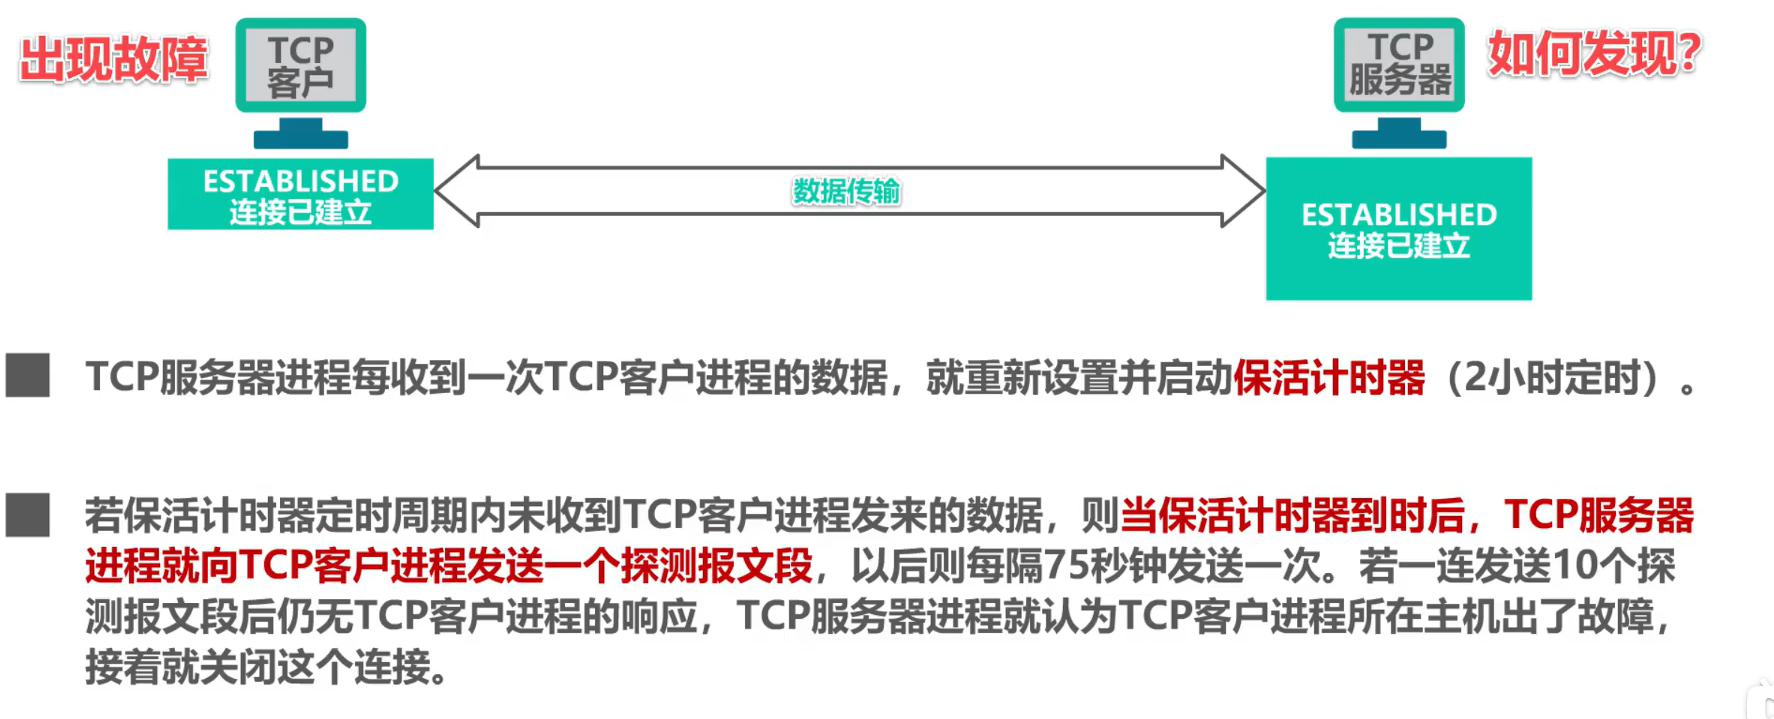 出现故障
TCP
客户
TCP
服务器
如何发现?
ESTABLISHED
连接已建立
数据传输
ESTABLISHED
连接已建立
TCP服务器进程每收到一次TCP客户进程的数据，就重新设置并启动保活计时器（2小时定时）。
若保活计时器定时周期内未收到TCP客户进程发来的数据，则当保活计时器到时后，TCP服务器
进程就向TCP客户进程发送一个探测报文段，以后则每隔75秒钟发送一次。若一连发送10个探
测报文段后仍无TCP客户进程的响应，TCP服务器进程就认为TCP客户进程所在主机出了故障，
接着就关闭这个连接。